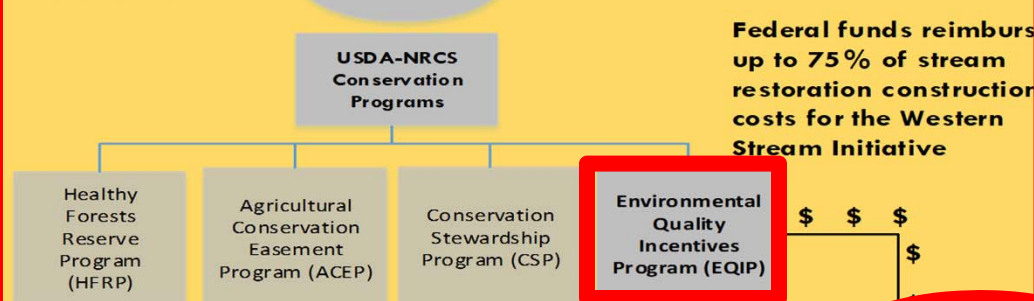 USDA-NRCS
Conservation
Programs
Federal funds reimburs
up to 75% of stream
restoration construction
costs for the Western
Stream Initiative
Healthy
Forests
Reserve
Program
(HFRP)
Agricultural
Conservation
Easement
Program (ACEP)
Conservation
Stewardship
Program (CSP)
Environmental
Quality
Incentives
Program (EQIP)
$ $ $
$